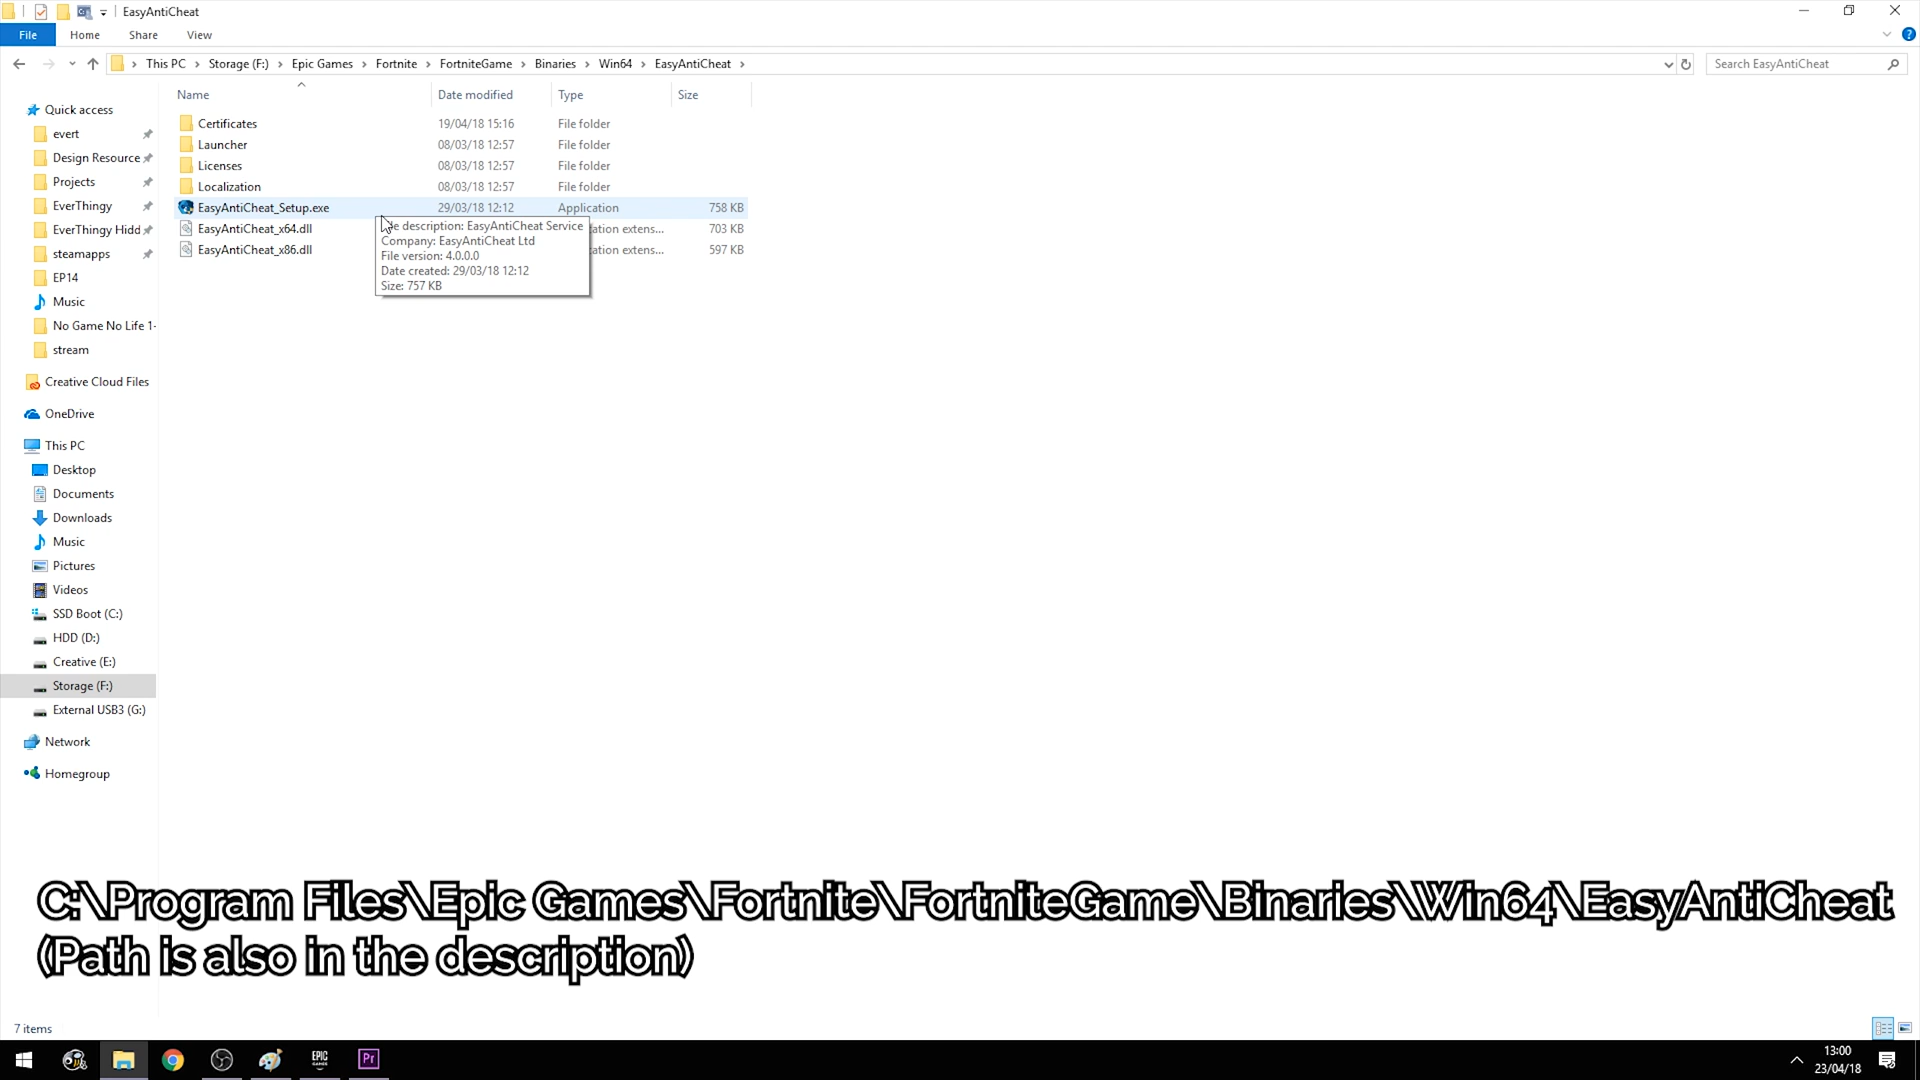 EasyAntiCheat
File Home Share View
This PC Storage (F:) Epic Games Fortnite FortniteGame Binaries Win64 EasyAntiCheat
Search EasyAntiCheat
Name Date modified Type Size
Quick access
evert
Design Resource
Projects
EverThingy
EverThingy Hidd
steamapps
EP14
Music
No Game No Life 1-
stream
Creative Cloud Files
OneDrive
This PC
Desktop
Documents
Downloads
Music
Pictures
Videos
SSD Boot (C:)
HDD (D:)
Creative (E:)
Storage (F:)
External USB3 (G:)
Network
Homegroup
Certificates 19/04/18 15:16 File folder
Launcher 08/03/18 12:57 File folder
Licenses 08/03/18 12:57 File folder
Localization 08/03/18 12:57 File folder
EasyAntiCheat_Setup.exe 29/03/18 12:12 Application 758 KB
EasyAntiCheat_x64.dll ation extens... 703 KB
EasyAntiCheat_x86.dll ation extens... 597 KB
le description: EasyAntiCheat Service
Company: EasyAntiCheat Ltd
File version: 4.0.0.0
Date created: 29/03/18 12:12
Size: 757 KB
C:\Program Files\Epic Games\Fortnite\FortniteGame\Binaries\Win64\EasyAntiCheat
(Path is also in the description)
7 items
EPIC
GAMES
Pr
13:00
23/04/18